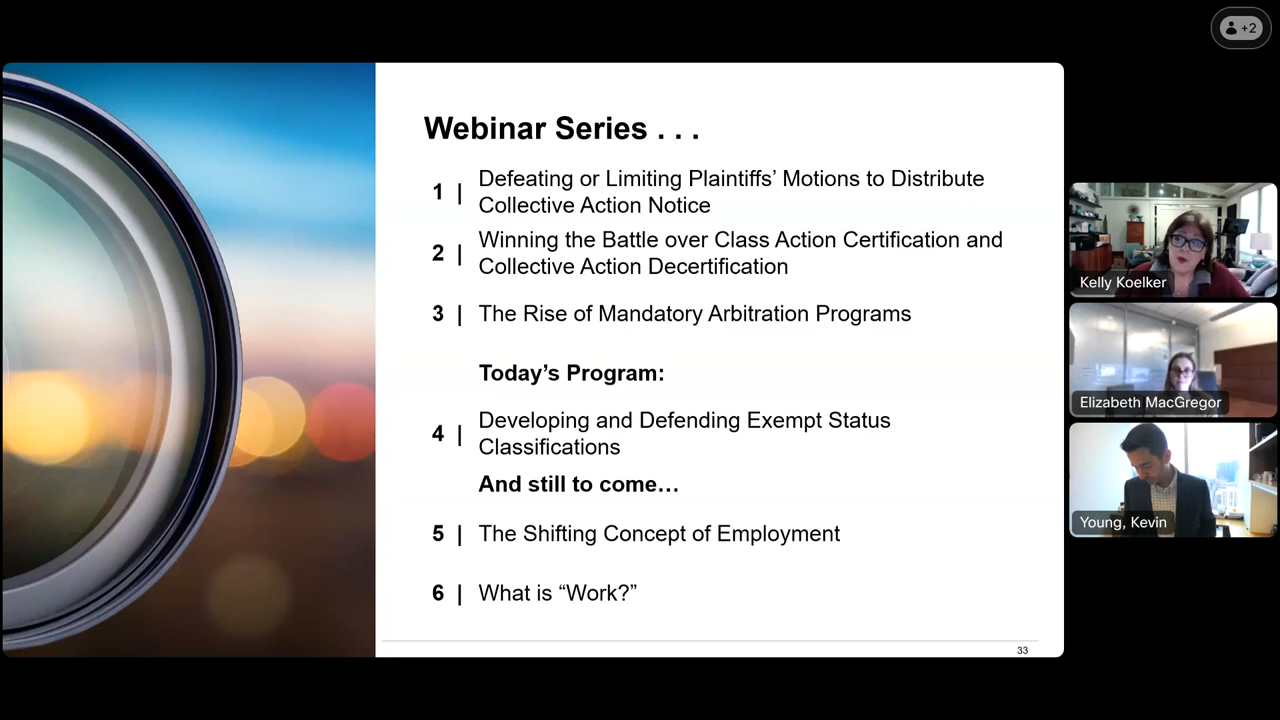 +2
Webinar Series . . .
1 | Defeating or Limiting Plaintiffs’ Motions to Distribute
Collective Action Notice
2 | Winning the Battle over Class Action Certification and
Collective Action Decertification
3 | The Rise of Mandatory Arbitration Programs
Today’s Program:
4 | Developing and Defending Exempt Status
Classifications
And still to come…
5 | The Shifting Concept of Employment
6 | What is “Work?”
33
Kelly Koelker
Elizabeth MacGregor
Young, Kevin